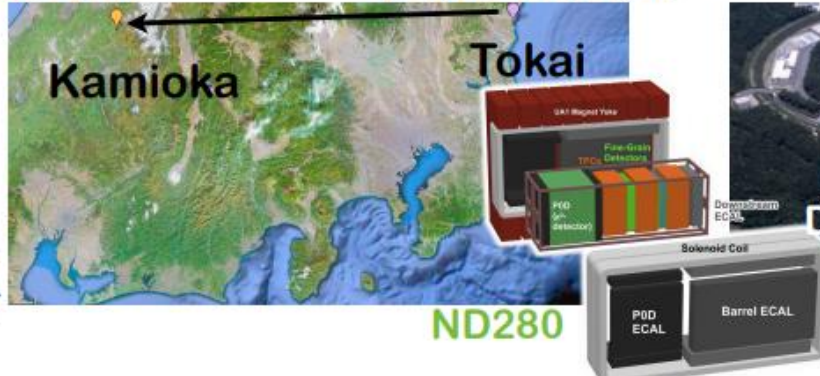 Tokai
Kamioka
UA1 Magnet Yoke
Fine-Grain
Detectors
TPCs
P0D
(π⁰-
detector)
Downstream
ECAL
Solenoid Coil
P0D
ECAL
Barrel ECAL
ND280